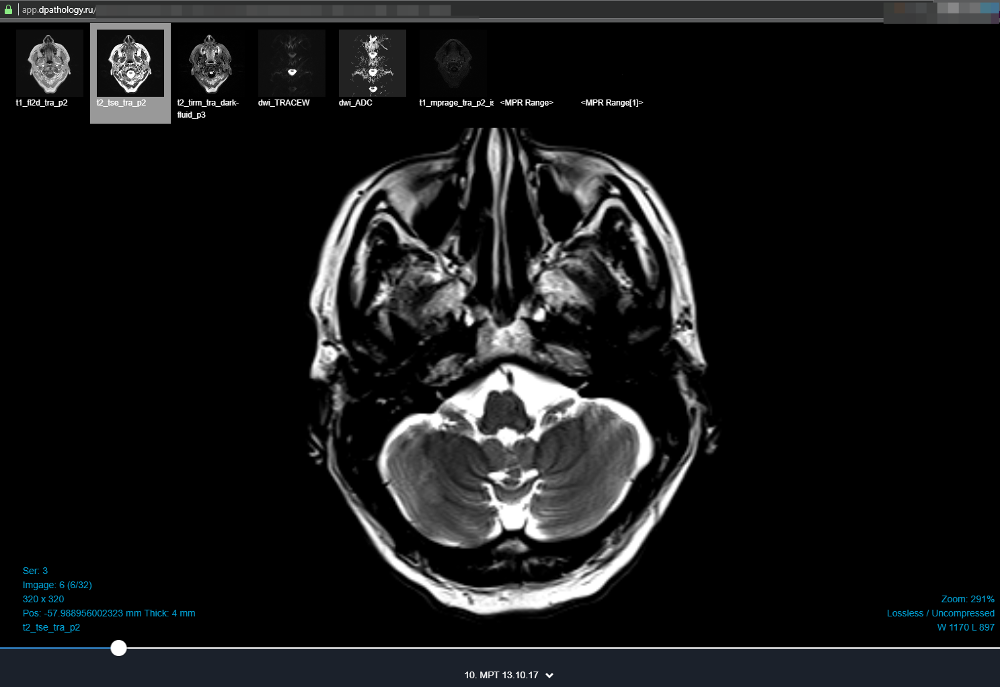 app.dpathology.ru/
t1_fl2d_tra_p2
t2_tse_tra_p2
t2_tirm_tra_dark-
fluid_p3
dwi_TRACEW
dwi_ADC
t1_mprage_tra_p2_is
<MPR Range>
<MPR Range[1]>
Ser: 3
Imgage: 6 (6/32)
320 x 320
Pos: -57.988956002323 mm Thick: 4 mm
t2_tse_tra_p2
Zoom: 291%
Lossless / Uncompressed
W 1170 L 897
10. МРТ 13.10.17